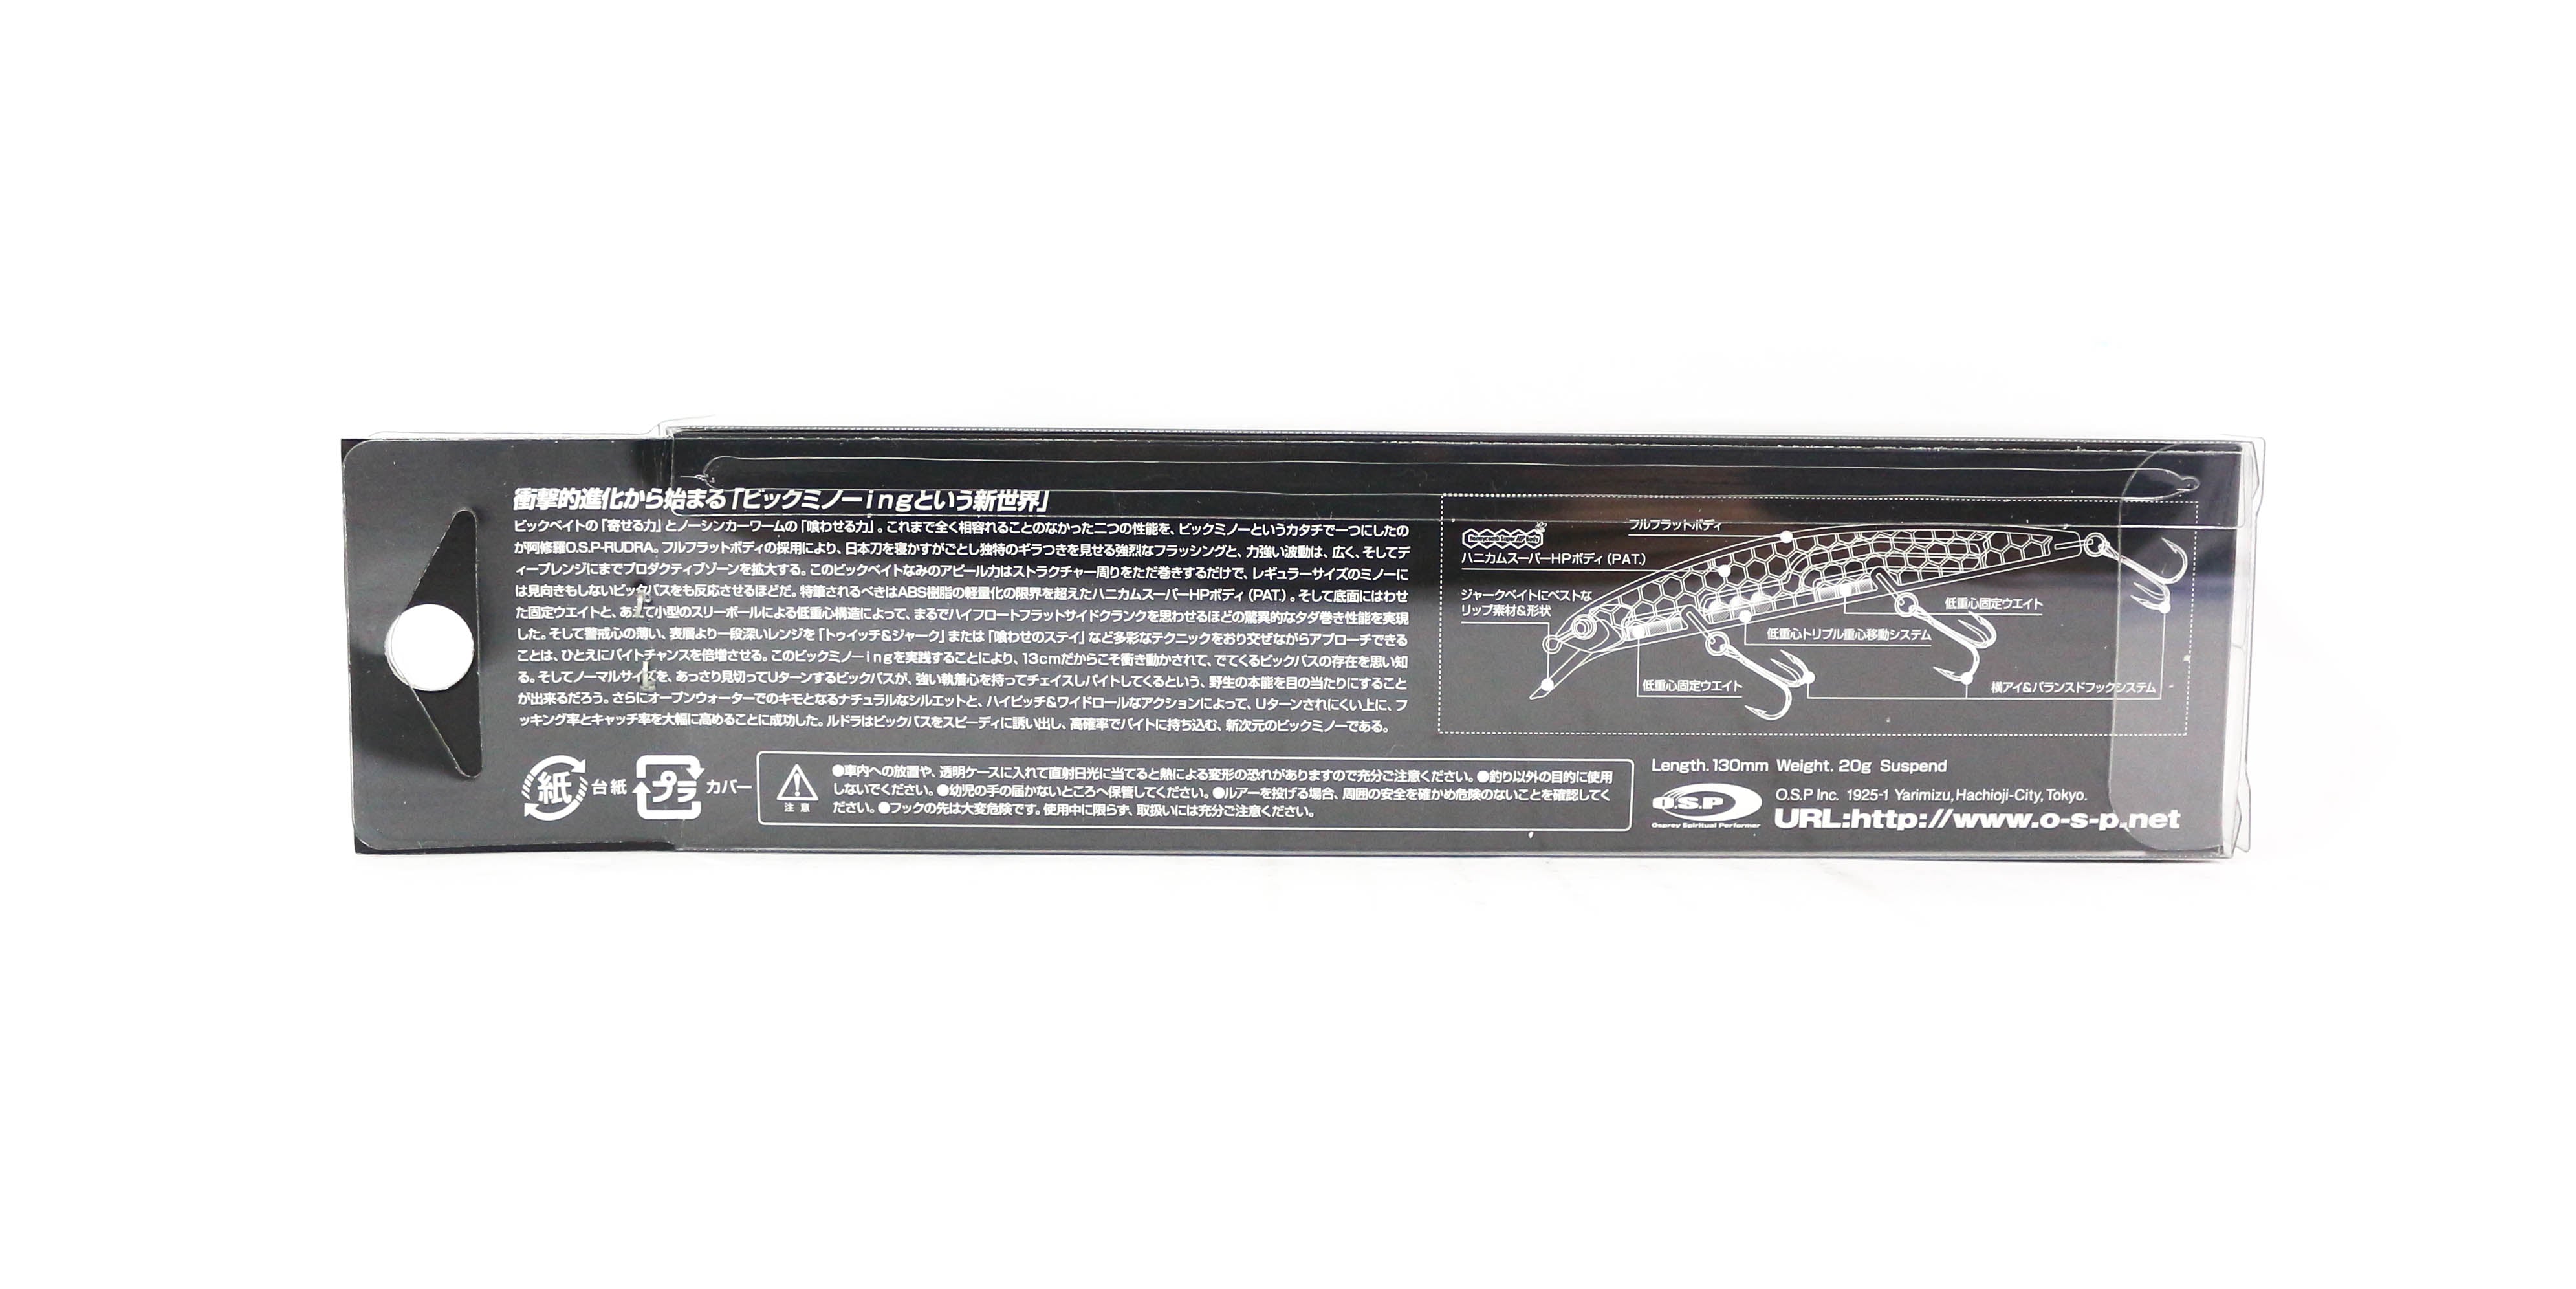 衝撃的進化から始まる「ビックミノーingという新世界」
ビックベイトの「寄せる力」とノーシンカーワームの「喰わせる力」。これまで全く相容れることのなかった二つの性能を、ビックミノーというカタチで一つにしたの
が阿修羅O.S.P-RUDRA。フルフラットボディの採用により、日本刀を寝かすがごとし独特のギラつきを見せる強烈なフラッシングと、力強い波動は、広く、そしてデ
ィープレンジにまでプロダクティブゾーンを拡大する。このビックベイトなみのアピール力はストラクチャー周りをただ巻きするだけで、レギュラーサイズのミノーに
は見向きもしないビックバスをも反応させるほどだ。特筆されるべきはABS樹脂の軽量化の限界を超えたハニカムスーパーHPボディ(PAT.)。そして底面にはわせ
た固定ウエイトと、あえて小型のスリーボールによる低重心構造によって、まるでハイフロートフラットサイドクランクを思わせるほどの驚異的なタダ巻き性能を実現
した。そして警戒心の薄い、表層より一段深いレンジを「トゥイッチ&ジャーク」または「喰わせのステイ」など多彩なテクニックをおり交ぜながらアプローチできる
ことは、ひとえにバイトチャンスを倍増させる。このビックミノーingを実践することにより、13cmだからこそ衝き動かされて、でてくるビックバスの存在を思い知
る。そしてノーマルサイズを、あっさり見切ってUターンするビックバスが、強い執着心を持ってチェイスしバイトしてくるという、野生の本能を目の当たりにすること
が出来るだろう。さらにオープンウォーターでのキモとなるナチュラルなシルエットと、ハイピッチ&ワイドロールなアクションによって、Uターンされにくい上に、フ
ッキング率とキャッチ率を大幅に高めることに成功した。ルドラはビックバスをスピーディに誘い出し、高確率でバイトに持ち込む、新次元のビックミノーである。
フルフラットボディ
ハニカムスーパーHPボディ(PAT.)
ジャークベイトにベストな
リップ素材&形状
低重心固定ウエイト
低重心トリプル重心移動システム
低重心固定ウエイト
横アイ&バランスドフックシステム
紙 台紙 プラ カバー
注意
●車内への放置や、透明ケースに入れて直射日光に当てると熱による変形の恐れがありますので充分ご注意ください。●釣り以外の目的に使用
しないでください。●幼児の手の届かないところへ保管してください。●ルアーを投げる場合、周囲の安全を確かめ危険のないことを確認してく
ださい。●フックの先は大変危険です。使用中に限らず、取扱いには充分ご注意ください。
Length. 130mm Weight. 20g Suspend
O.S.P
Osprey Spiritual Performer
O.S.P Inc. 1925-1 Yarimizu, Hachioji-City, Tokyo.
URL:http://www.o-s-p.net